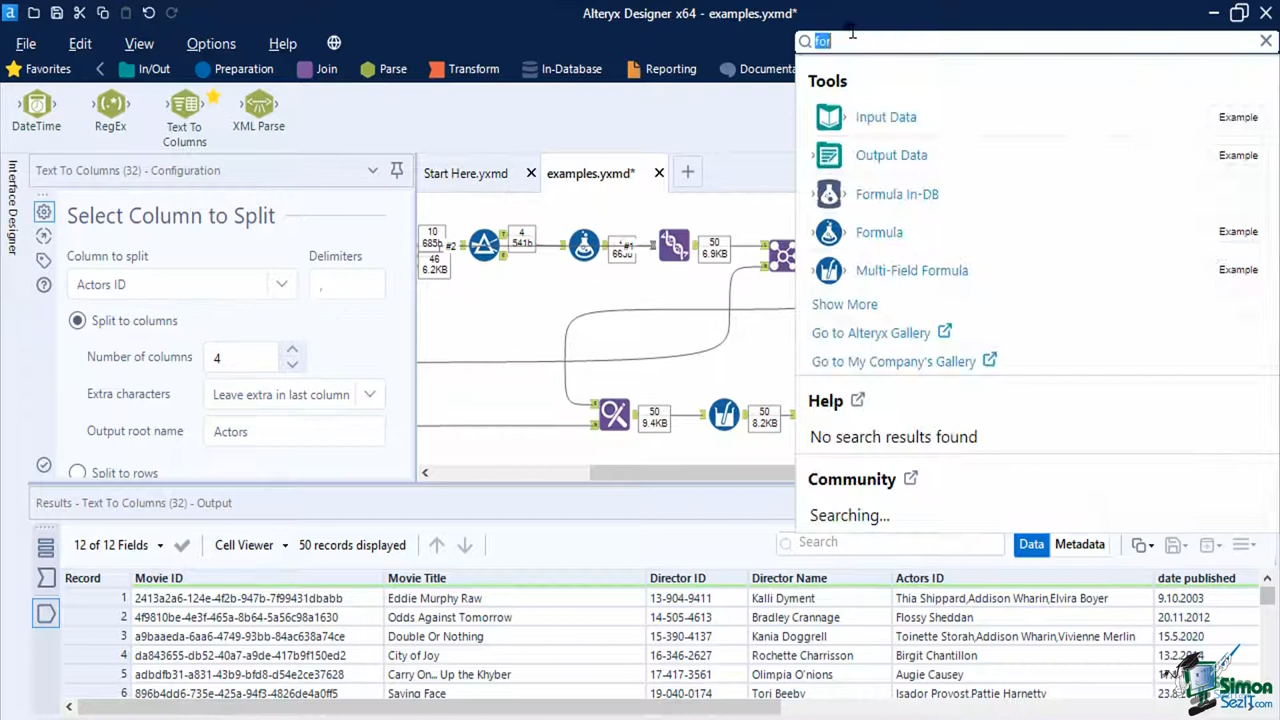 Alteryx Designer x64 - examples.yxmd*
File Edit View Options Help
for
Favorites In/Out Preparation Join Parse Transform In-Database Reporting Documenta
DateTime RegEx Text To Columns XML Parse
Tools
Input Data Example
Output Data Example
Formula In-DB
Formula Example
Multi-Field Formula Example
Show More
Go to Alteryx Gallery
Go to My Company's Gallery
Help
No search results found
Community
Searching...
Interface Designer
Text To Columns - Configuration
Start Here.yxmd examples.yxmd*
Select Column to Split
Column to split Delimiters
Actors ID ,
Split to columns
Number of columns 4
Extra characters Leave extra in last column
Output root name Actors
Split to rows
10 685b #2
46 6.2KB
4 541b
#1
50 6.9KB
50 9.4KB
50 8.2KB
Results - Text To Columns (32) - Output
12 of 12 Fields Cell Viewer 50 records displayed Search Data Metadata
Record Movie ID Movie Title Director ID Director Name Actors ID date published
1 2413a2a6-124e-4f2b-947b-7ff99431dbabb Eddie Murphy Raw 13-904-9411 Kalli Dyment Thia Shippard,Addison Wharin,Elvira Boyer 9.10.2003
2 4f9810be-4e3f-465a-8b64-5a56c98a1630 Odds Against Tomorrow 14-505-4613 Bradley Crannage Flossy Sheddan 20.11.2012
3 a9baaeda-6aa6-4749-93bb-84ac638a74ce Double Or Nothing 15-390-4137 Kania Doggrell Toinette Storah,Addison Wharin,Vivienne Merlin 15.5.2020
4 da843655-db52-40a7-a9de-417b9f150ed2 City of Joy 16-346-2627 Rochette Charrisson Birgit Chantillon
5 adbdfb31-a831-43b9-bfd8-d54e2ce37628 Carry On... Up the Khyber 17-417-3561 Olimpia O'nions Augie Causey
6 896b4dd6-735e-425a-94f3-4826de4a0ff5 Saving Face 19-040-0174 Tori Beeby Isador Provost,Pattie Harnetty
Simon SezIT.com